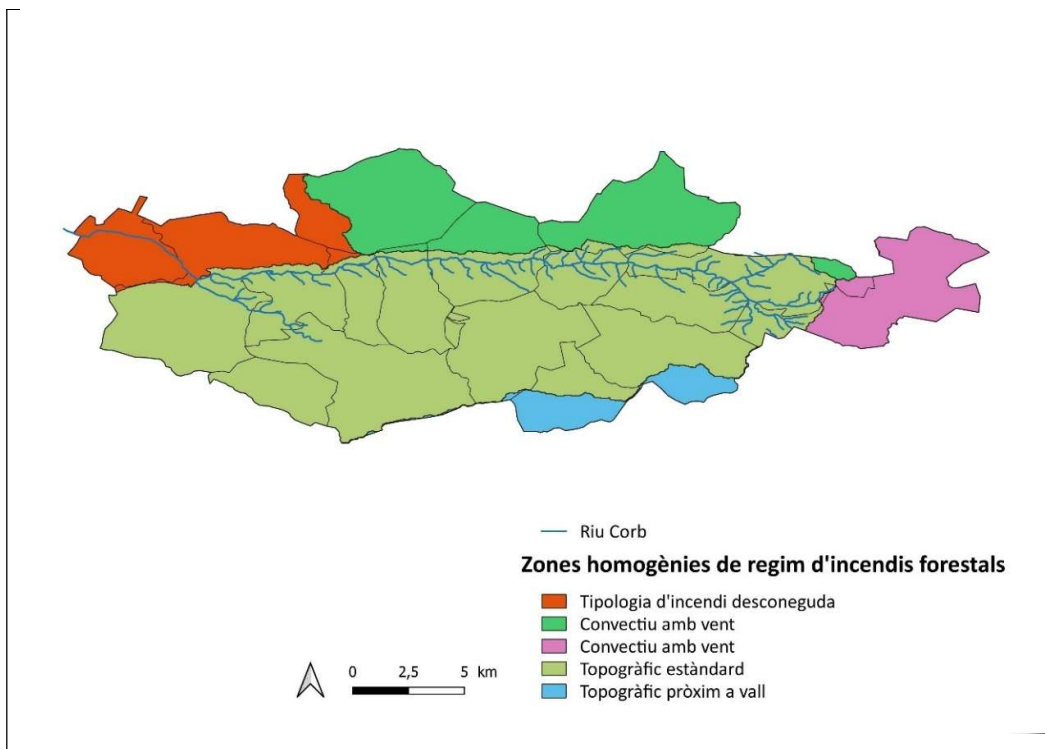 Riu Corb
Zones homogènies de regim d'incendis forestals
Tipologia d'incendi desconeguda
Convectiu amb vent
Convectiu amb vent
Topogràfic estàndard
Topogràfic pròxim a vall
0 2,5 5 km